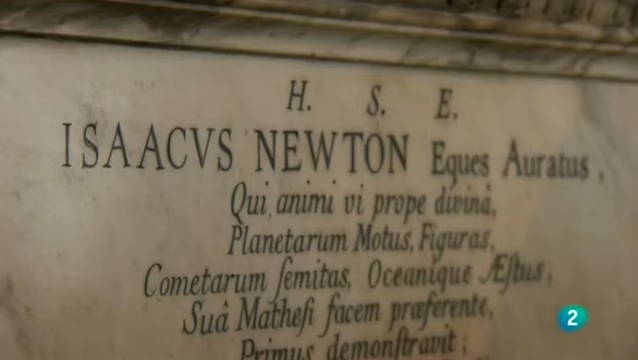 H. S. E.
ISAACVS NEWTON Eques Auratus,
Qui, animi vi prope divinâ,
Planetarum Motus, Figuras,
Cometarum ſemitas, Oceanique Æſtus,
Suâ Matheſi facem præferente,
Primus demonſtravit;
2